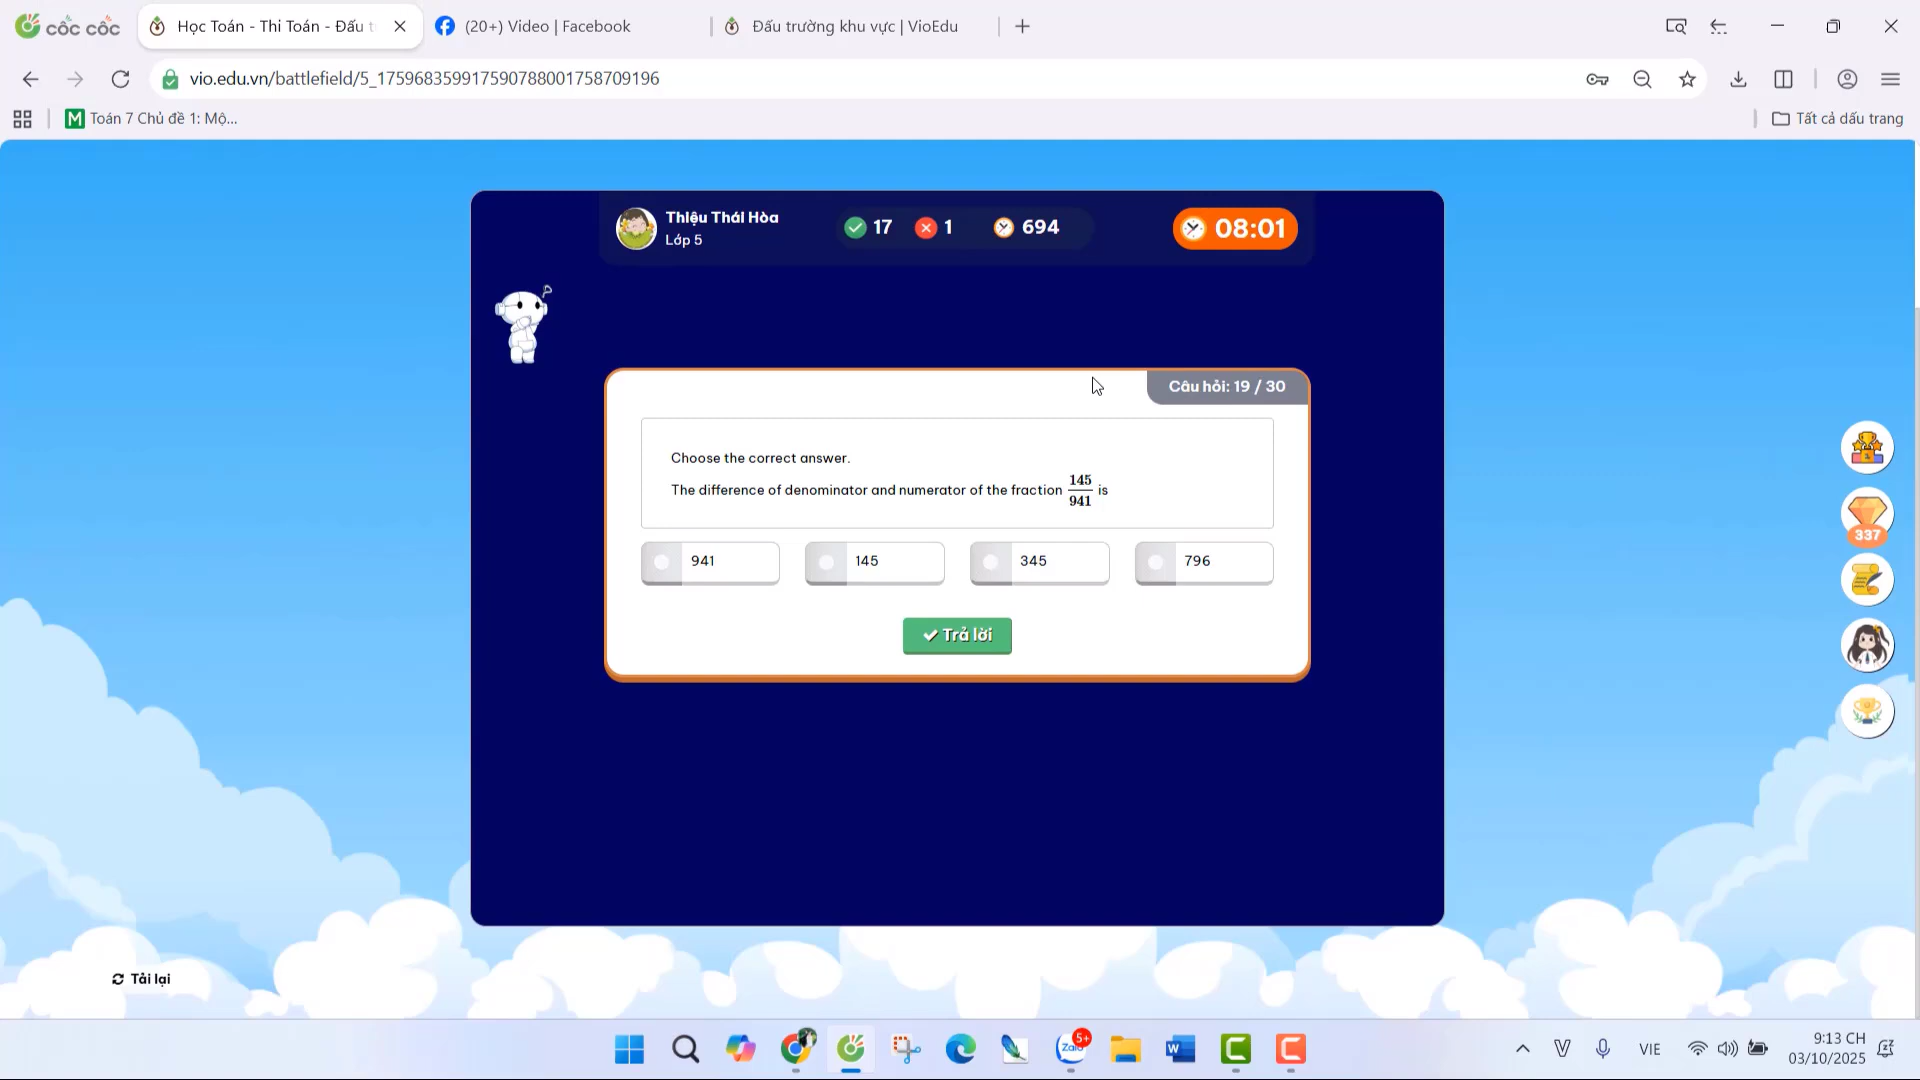 cốc cốc
Học Toán - Thi Toán - Đấu t
(20+) Video | Facebook
Đấu trường khu vực | VioEdu
vio.edu.vn/battlefield/5_1759683599175907880017587091​96
Toán 7 Chủ đề 1: Mộ...
Tất cả dấu trang
Thiệu Thái Hòa
Lớp 5
17
1
694
08:01
Câu hỏi: 19 / 30
Choose the correct answer.
The difference of denominator and numerator of the fraction 145/941 is
941
145
345
796
Trả lời
337
Tải lại
Zalo
5+
VIE
9:13 CH
03/10/2025